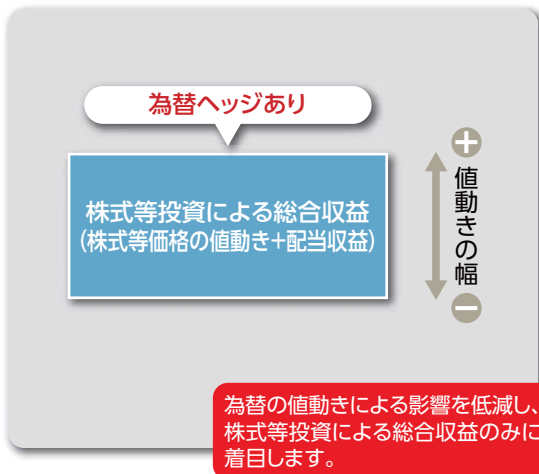 為替ヘッジあり
株式等投資による総合収益
(株式等価格の値動き+配当収益)
+
値動きの幅
−
為替の値動きによる影響を低減し、
株式等投資による総合収益のみに
着目します。